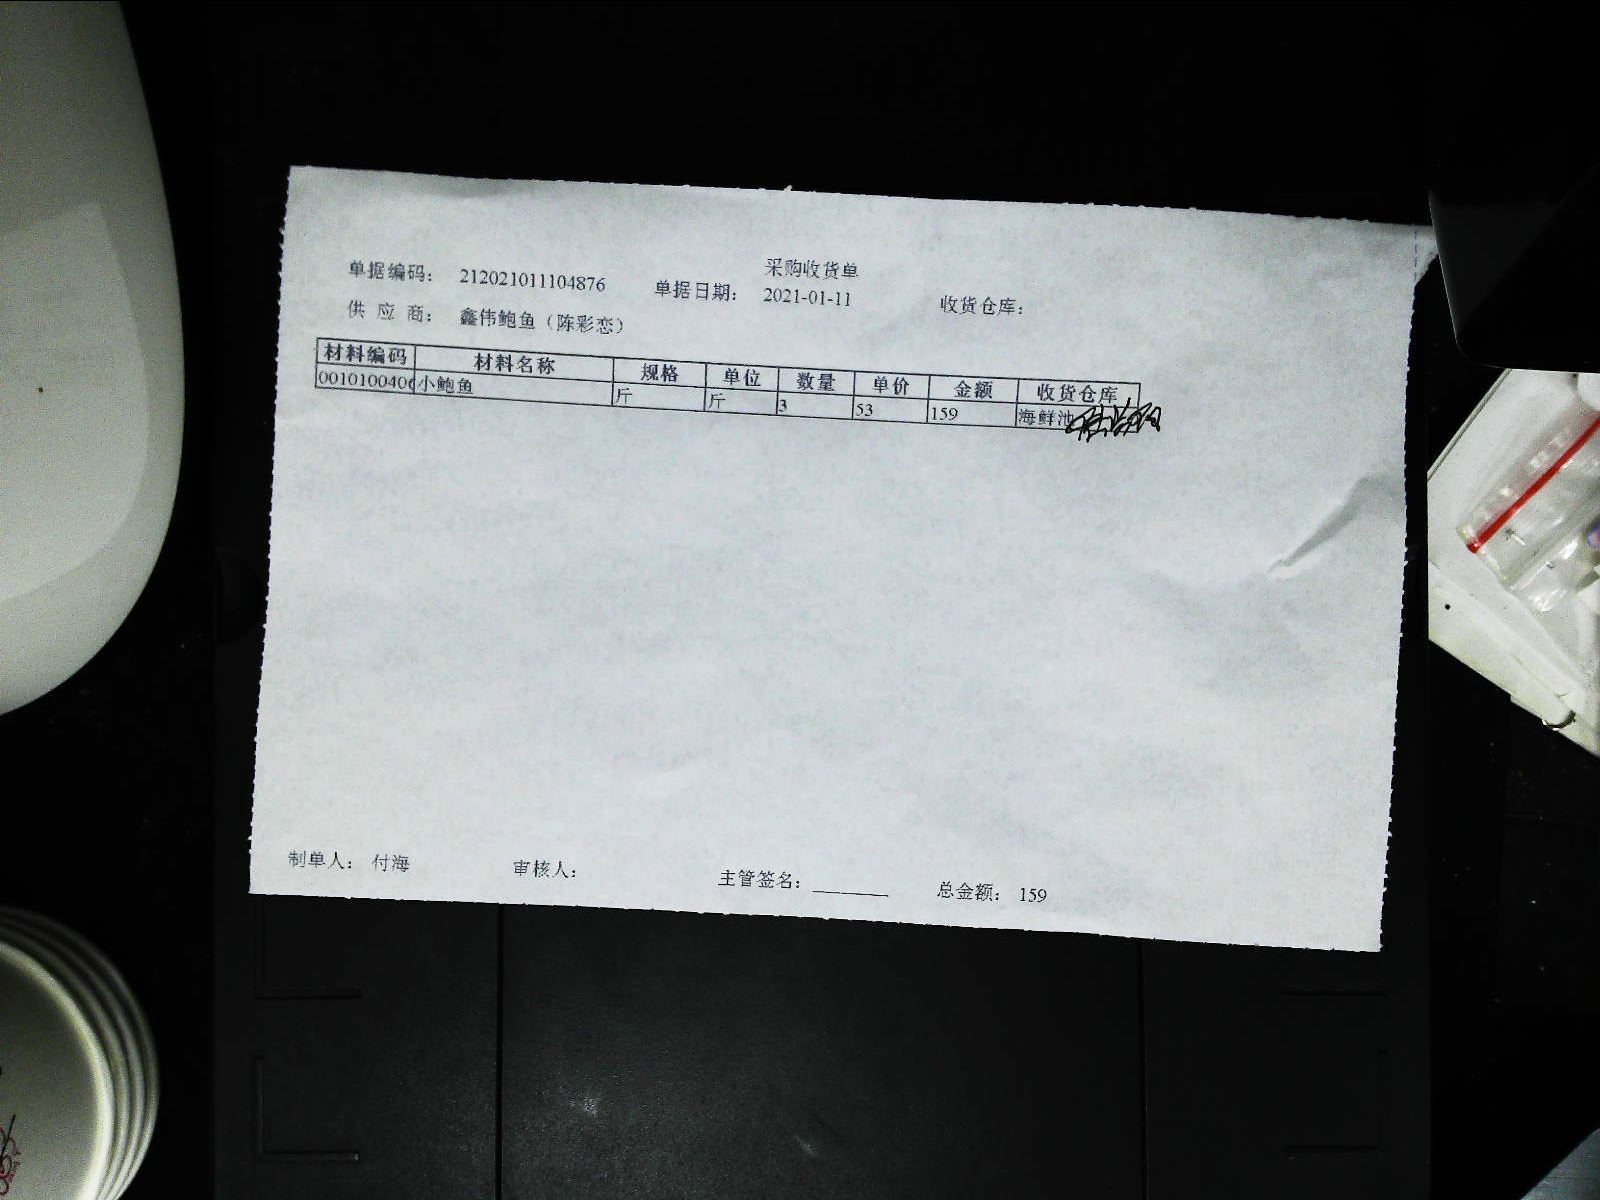 采购收货单
单据编码: 212021011104876 单据日期: 2021-01-11 收货仓库:
供 应 商: 鑫伟鲍鱼（陈彩恋）
材料编码 材料名称 规格 单位 数量 单价 金额 收货仓库
0010100406 小鲍鱼 斤 斤 3 53 159 海鲜池
制单人: 付海 审核人: 主管签名: 总金额: 159